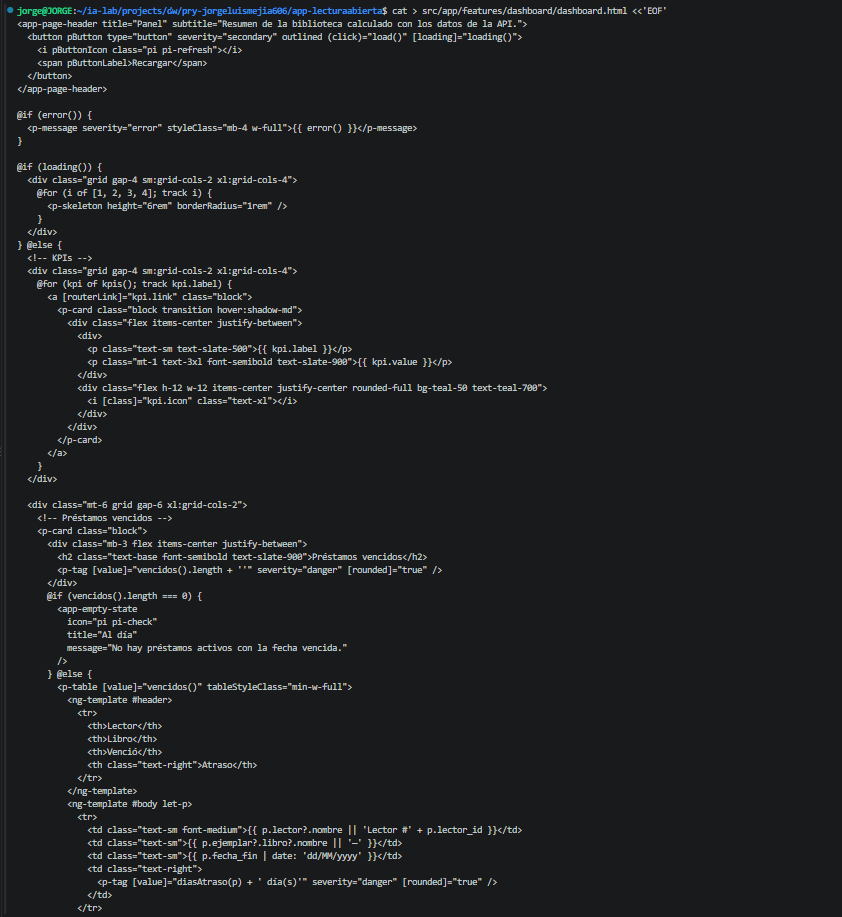 jorge@JORGE:~/ia-lab/projects/dw/pry-jorgeluismejia606/app-lecturaabierta$ cat > src/app/features/dashboard/dashboard.html <<'EOF'
<app-page-header title="Panel" subtitle="Resumen de la biblioteca calculado con los datos de la API.">
  <button pButton type="button" severity="secondary" outlined (click)="load()" [loading]="loading()">
    <i pButtonIcon class="pi pi-refresh"></i>
    <span pButtonLabel>Recargar</span>
  </button>
</app-page-header>

@if (error()) {
  <p-message severity="error" styleClass="mb-4 w-full">{{ error() }}</p-message>
}

@if (loading()) {
  <div class="grid gap-4 sm:grid-cols-2 xl:grid-cols-4">
    @for (i of [1, 2, 3, 4]; track i) {
      <p-skeleton height="6rem" borderRadius="1rem" />
    }
  </div>
} @else {
  <!-- KPIs -->
  <div class="grid gap-4 sm:grid-cols-2 xl:grid-cols-4">
    @for (kpi of kpis(); track kpi.label) {
      <a [routerLink]="kpi.link" class="block">
        <p-card class="block transition hover:shadow-md">
          <div class="flex items-center justify-between">
            <div>
              <p class="text-sm text-slate-500">{{ kpi.label }}</p>
              <p class="mt-1 text-3xl font-semibold text-slate-900">{{ kpi.value }}</p>
            </div>
            <div class="flex h-12 w-12 items-center justify-center rounded-full bg-teal-50 text-teal-700">
              <i [class]="kpi.icon" class="text-xl"></i>
            </div>
          </div>
        </p-card>
      </a>
    }
  </div>

  <div class="mt-6 grid gap-6 xl:grid-cols-2">
    <!-- Préstamos vencidos -->
    <p-card class="block">
      <div class="mb-3 flex items-center justify-between">
        <h2 class="text-base font-semibold text-slate-900">Préstamos vencidos</h2>
        <p-tag [value]="vencidos().length + ''" severity="danger" [rounded]="true" />
      </div>
      @if (vencidos().length === 0) {
        <app-empty-state
          icon="pi pi-check"
          title="Al día"
          message="No hay préstamos activos con la fecha vencida."
        />
      } @else {
        <p-table [value]="vencidos()" tableStyleClass="min-w-full">
          <ng-template #header>
            <tr>
              <th>Lector</th>
              <th>Libro</th>
              <th>Venció</th>
              <th class="text-right">Atraso</th>
            </tr>
          </ng-template>
          <ng-template #body let-p>
            <tr>
              <td class="text-sm font-medium">{{ p.lector?.nombre || 'Lector #' + p.lector_id }}</td>
              <td class="text-sm">{{ p.ejemplar?.libro?.nombre || '—' }}</td>
              <td class="text-sm">{{ p.fecha_fin | date: 'dd/MM/yyyy' }}</td>
              <td class="text-right">
                <p-tag [value]="diasAtraso(p) + ' día(s)'" severity="danger" [rounded]="true" />
              </td>
            </tr>